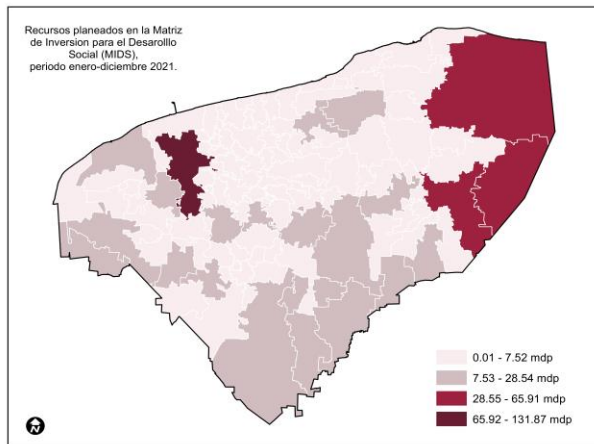 Recursos planeados en la Matriz
de Inversion para el Desarolllo
Social (MIDS),
periodo enero-diciembre 2021.
0.01 - 7.52 mdp
7.53 - 28.54 mdp
28.55 - 65.91 mdp
65.92 - 131.87 mdp
N